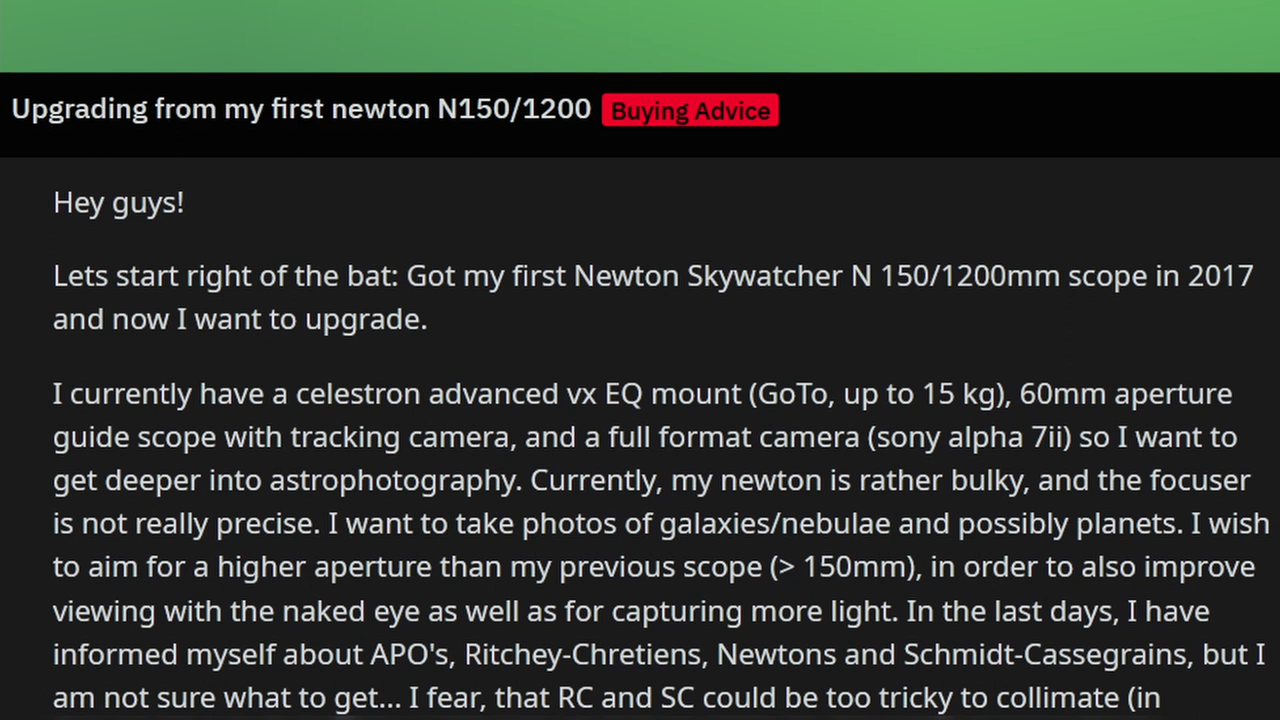 Upgrading from my first newton N150/1200 Buying Advice
Hey guys!
Lets start right of the bat: Got my first Newton Skywatcher N 150/1200mm scope in 2017
and now I want to upgrade.
I currently have a celestron advanced vx EQ mount (GoTo, up to 15 kg), 60mm aperture
guide scope with tracking camera, and a full format camera (sony alpha 7ii) so I want to
get deeper into astrophotography. Currently, my newton is rather bulky, and the focuser
is not really precise. I want to take photos of galaxies/nebulae and possibly planets. I wish
to aim for a higher aperture than my previous scope (> 150mm), in order to also improve
viewing with the naked eye as well as for capturing more light. In the last days, I have
informed myself about APO's, Ritchey-Chretiens, Newtons and Schmidt-Cassegrains, but I
am not sure what to get... I fear, that RC and SC could be too tricky to collimate (in